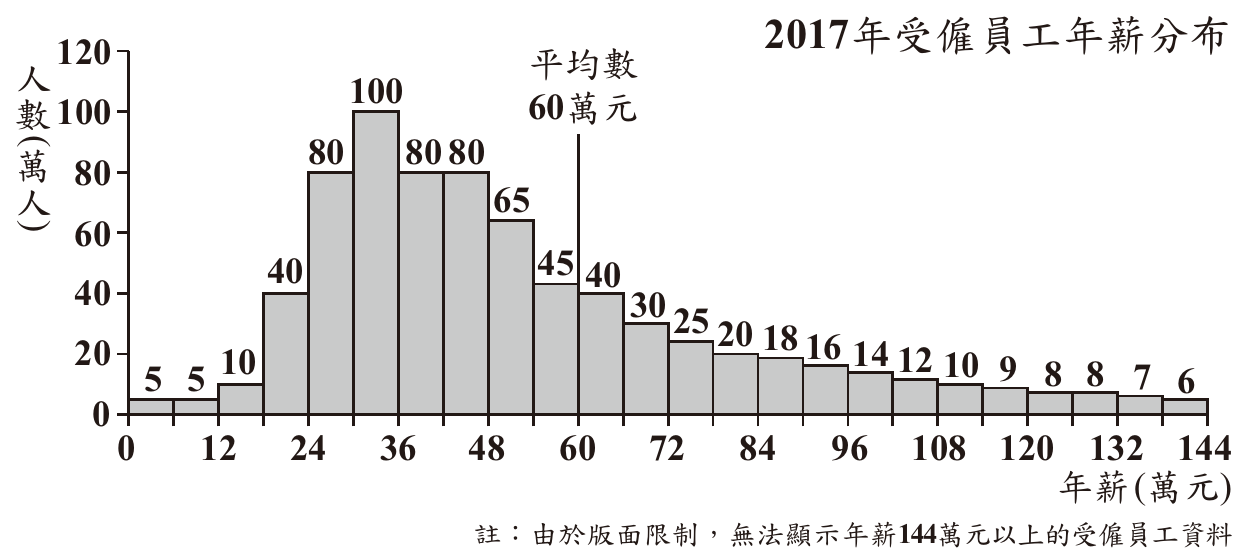 2017年受僱員工年薪分布
人數(萬人)
平均數
60萬元
120
100
80
60
40
20
0
5 5 10 40 80 100 80 80 65 45 40 30 25 20 18 16 14 12 10 9 8 8 7 6
0 12 24 36 48 60 72 84 96 108 120 132 144
年薪(萬元)
註：由於版面限制，無法顯示年薪144萬元以上的受僱員工資料